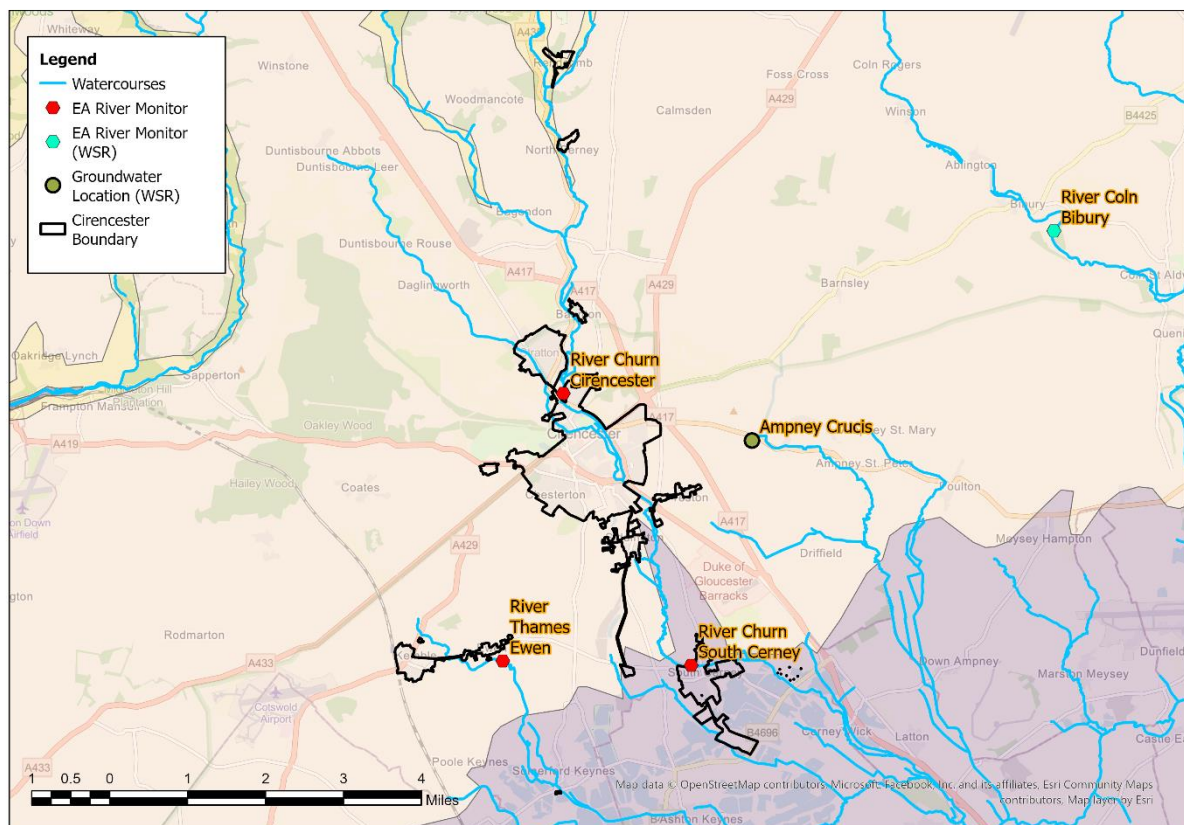 Legend
Watercourses
EA River Monitor
EA River Monitor
(WSR)
Groundwater
Location (WSR)
Cirencester
Boundary
Whiteway
Winstone
Woodmancote
Duntisbourne Abbots
Duntisbourne Leer
Duntisbourne Rouse
Daglingworth
Bagendon
A417
A429
Calmsden
Foss Cross
Coln Rogers
Winson
B4425
Ablington
Bibury
River Coln
Bibury
Barnsley
A417
A429
Oakridge Lynch
Sapperton
Stratton
River Churn
Cirencester
A419
Oakley Wood
Cirencester
A417
Ampney Crucis
Ampney St. Peter
Poulton
Hailey Wood
Coates
Chesterton
A429
A417
Driffield
Meysey Hampton
Duke of
Gloucester
Barracks
River
Thames
Ewen
River Churn
South Cerney
Rodmarton
A433
Cotswold
Airport
Down Ampney
Marston Meysey
A433
Poole Keynes
Somerford Keynes
B4696
Cerney Wick
Latton
Ashton Keynes
1 0.5 0 1 2 3 4
Miles
Map data © OpenStreetMap contributors, Microsoft, Facebook, Inc. and its affiliates, Esri Community Maps
contributors, Map layer by Esri